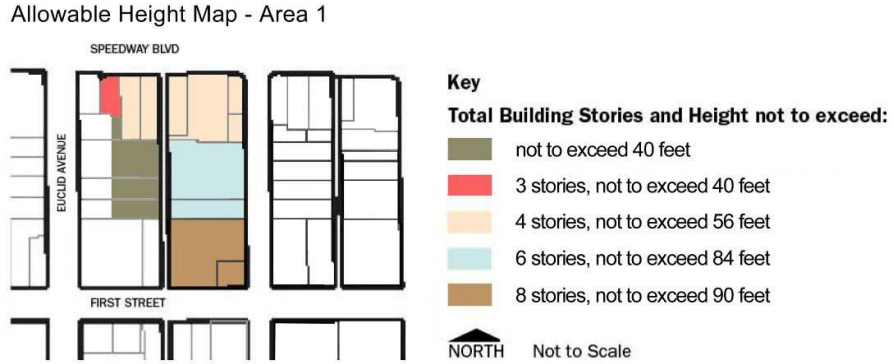 Allowable Height Map - Area 1
SPEEDWAY BLVD
EUCLID AVENUE
FIRST STREET
Key
Total Building Stories and Height not to exceed:
not to exceed 40 feet
3 stories, not to exceed 40 feet
4 stories, not to exceed 56 feet
6 stories, not to exceed 84 feet
8 stories, not to exceed 90 feet
NORTH Not to Scale